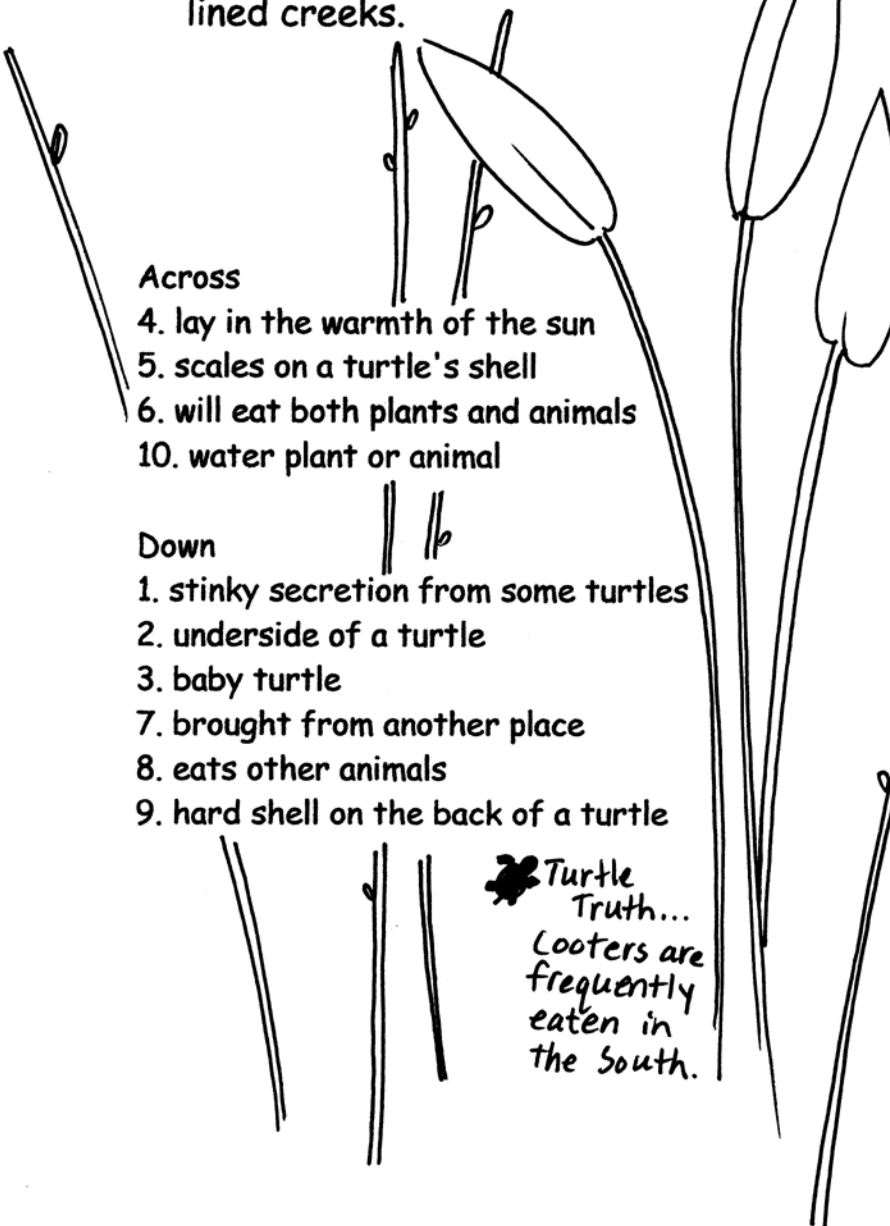 lined creeks.
Across
4. lay in the warmth of the sun
5. scales on a turtle's shell
6. will eat both plants and animals
10. water plant or animal
Down
1. stinky secretion from some turtles
2. underside of a turtle
3. baby turtle
7. brought from another place
8. eats other animals
9. hard shell on the back of a turtle
Turtle
Truth...
Cooters are
frequently
eaten in
the South.